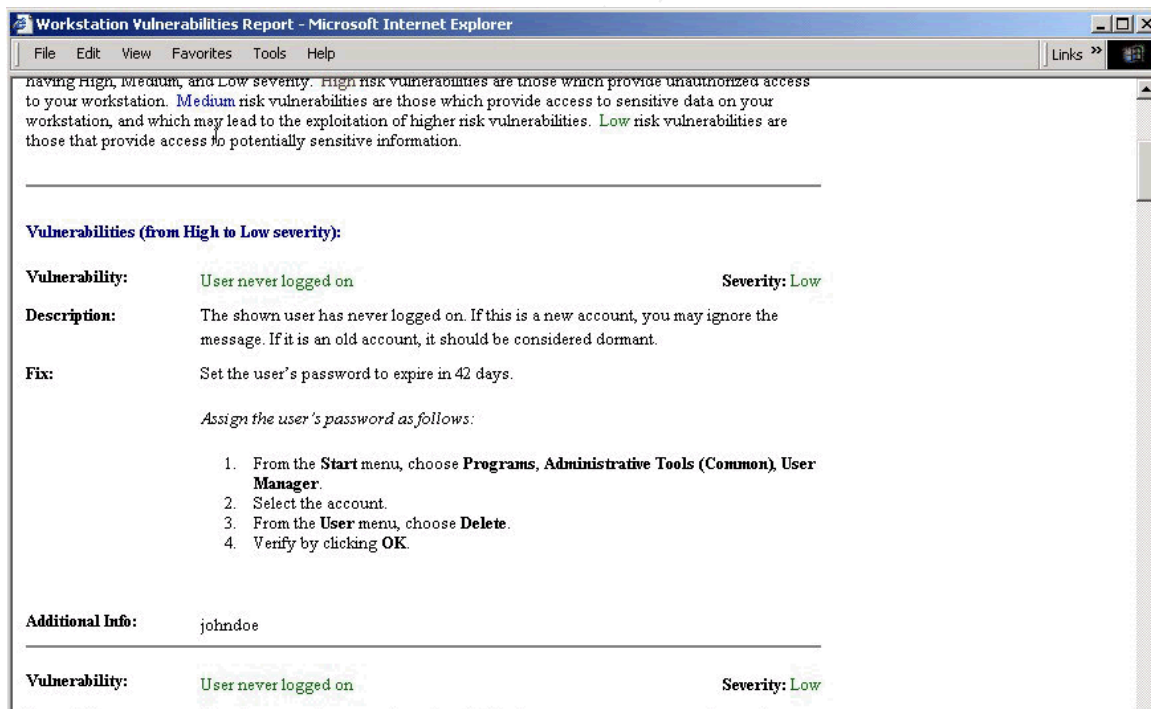 Workstation Vulnerabilities Report - Microsoft Internet Explorer
File Edit View Favorites Tools Help Links »
having High, Medium, and Low severity. High risk vulnerabilities are those which provide unauthorized access
to your workstation. Medium risk vulnerabilities are those which provide access to sensitive data on your
workstation, and which may lead to the exploitation of higher risk vulnerabilities. Low risk vulnerabilities are
those that provide access to potentially sensitive information.
Vulnerabilities (from High to Low severity):
Vulnerability: User never logged on Severity: Low
Description: The shown user has never logged on. If this is a new account, you may ignore the
message. If it is an old account, it should be considered dormant.
Fix: Set the user's password to expire in 42 days.
Assign the user's password as follows:
1. From the Start menu, choose Programs, Administrative Tools (Common), User
Manager.
2. Select the account.
3. From the User menu, choose Delete.
4. Verify by clicking OK.
Additional Info: johndoe
Vulnerability: User never logged on Severity: Low